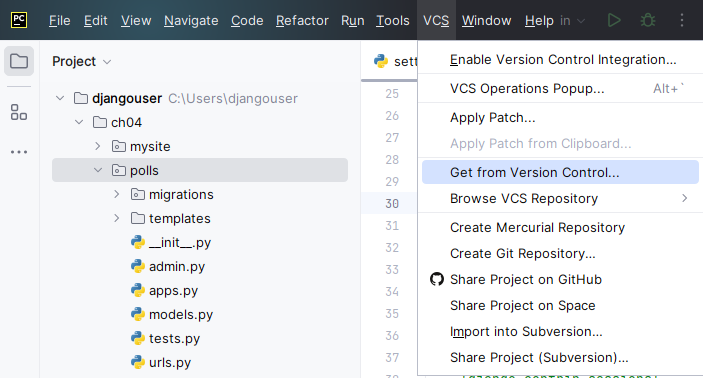 PC File Edit View Navigate Code Refactor Run Tools VCS Window Help in
Project
sett
djangouser C:\Users\djangouser
ch04
mysite
polls
migrations
templates
__init__.py
admin.py
apps.py
models.py
tests.py
urls.py
25
26
27
28
29
30
31
32
33
34
35
36
37
Enable Version Control Integration...
VCS Operations Popup... Alt+`
Apply Patch...
Apply Patch from Clipboard...
Get from Version Control...
Browse VCS Repository
Create Mercurial Repository
Create Git Repository...
Share Project on GitHub
Share Project on Space
Import into Subversion...
Share Project (Subversion)...